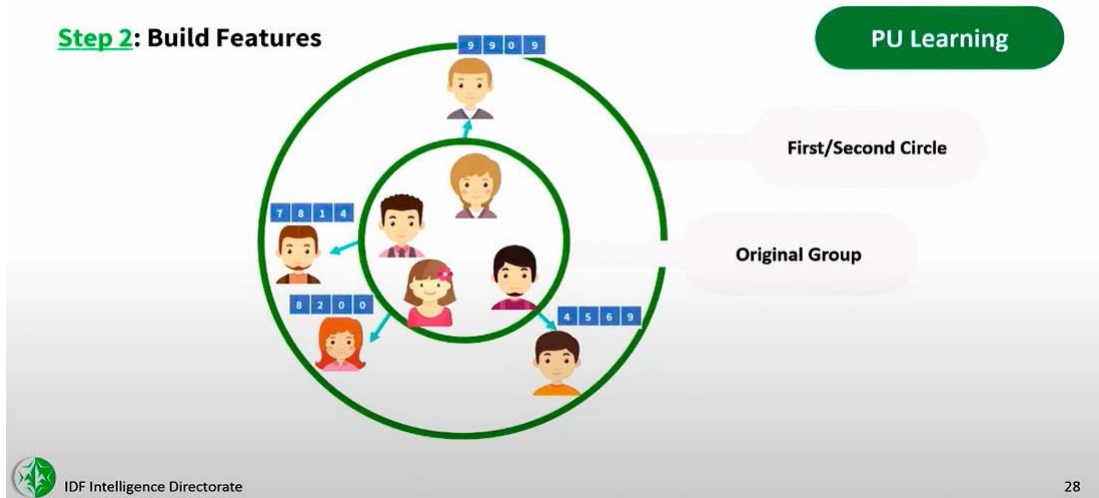 Step 2: Build Features
PU Learning
9 9 0 9
First/Second Circle
7 8 1 4
Original Group
8 2 0 0
4 5 6 9
IDF Intelligence Directorate
28